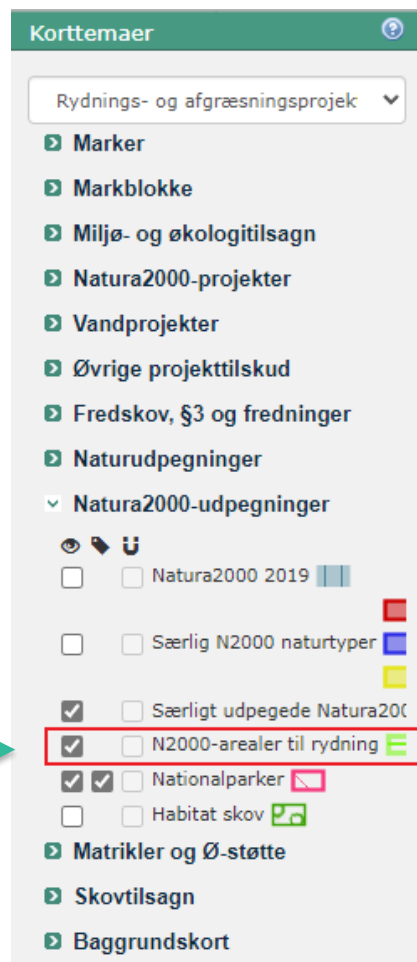 Korttemaer
Rydnings- og afgræsningsprojek
Marker
Markblokke
Miljø- og økologitilsagn
Natura2000-projekter
Vandprojekter
Øvrige projekttilskud
Fredskov, §3 og fredninger
Naturudpegninger
Natura2000-udpegninger
Natura2000 2019
Særlig N2000 naturtyper
Særligt udpegede Natura200
N2000-arealer til rydning
Nationalparker
Habitat skov
Matrikler og Ø-støtte
Skovtilsagn
Baggrundskort